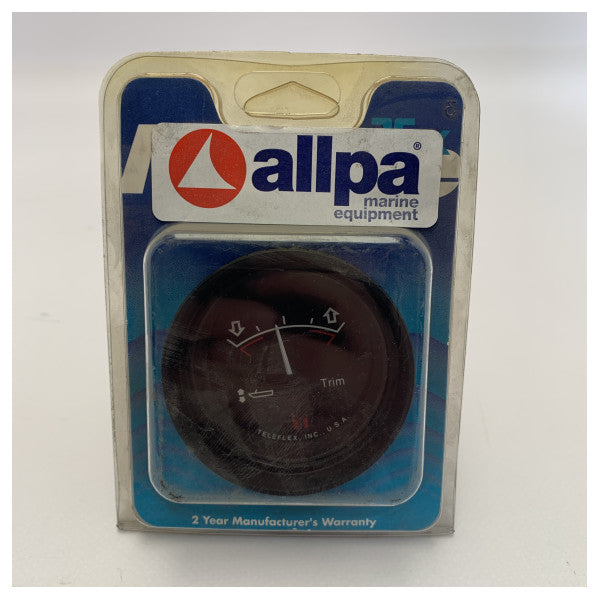 allpa®
marine
equipment
Trim
TELEFLEX, INC., U.S.A.
2 Year Manufacturer's Warranty